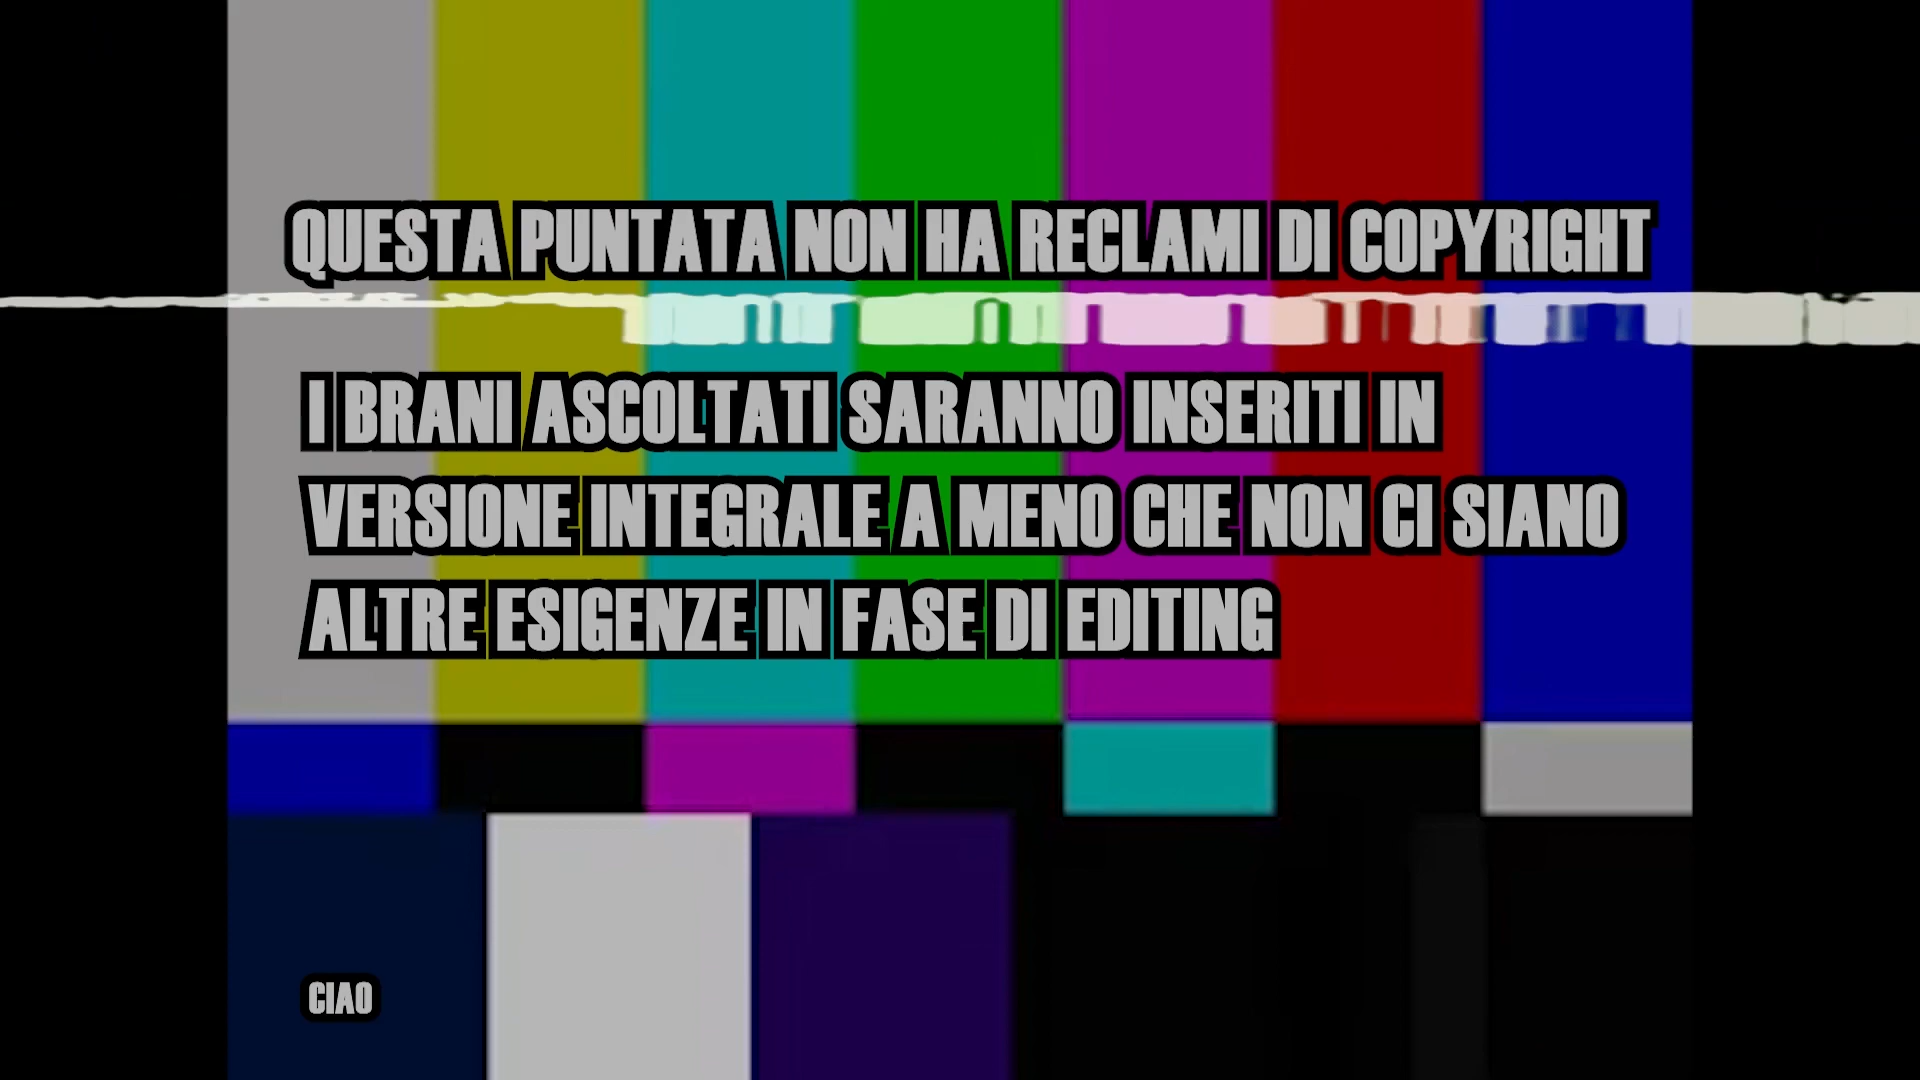 QUESTA PUNTATA NON HA RECLAMI DI COPYRIGHT
I BRANI ASCOLTATI SARANNO INSERITI IN
VERSIONE INTEGRALE A MENO CHE NON CI SIANO
ALTRE ESIGENZE IN FASE DI EDITING
CIAO